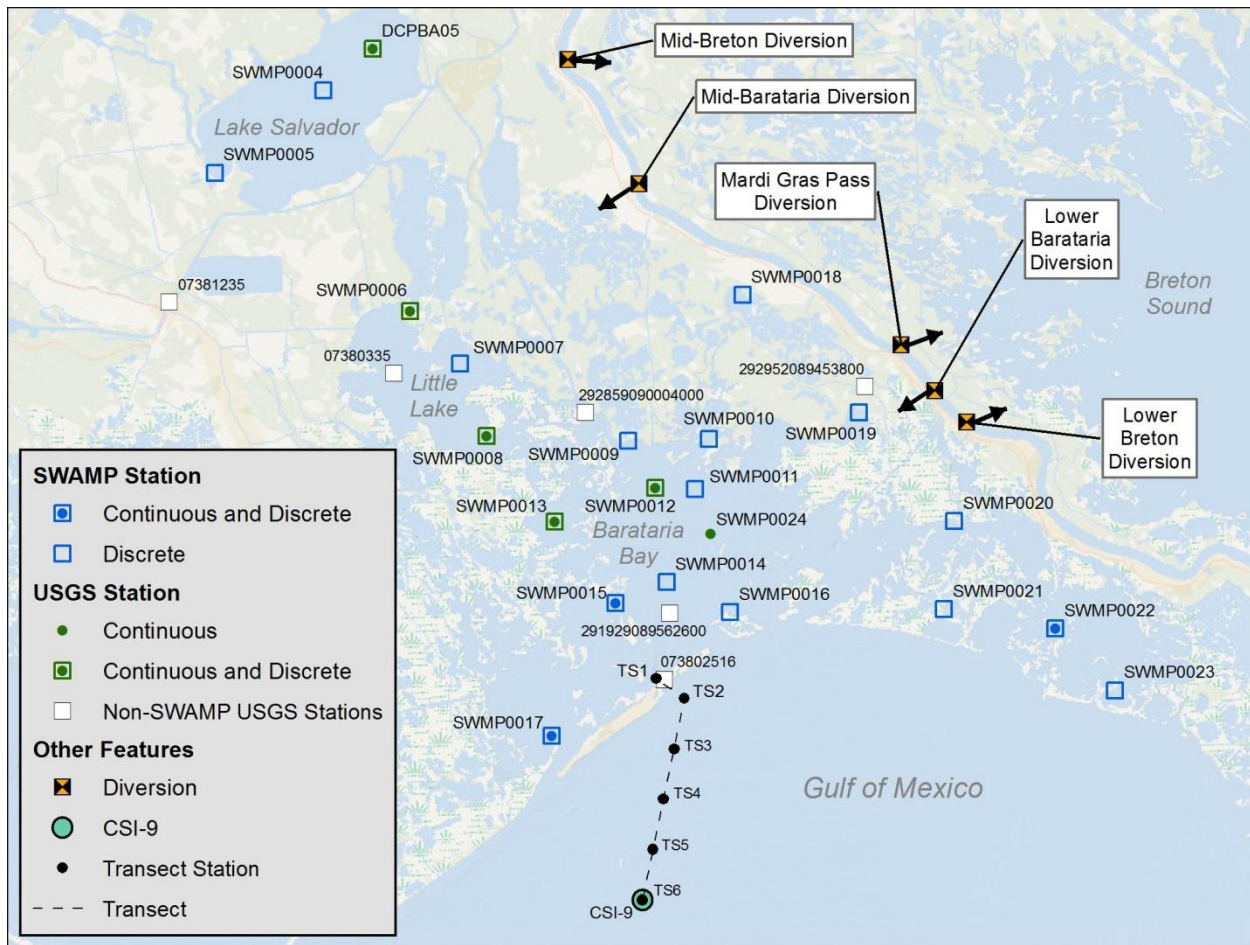 DCPBA05
Mid-Breton Diversion
SWMP0004
Mid-Barataria Diversion
Lake Salvador
SWMP0005
Mardi Gras Pass
Diversion
Lower
Barataria
Diversion
Breton
Sound
SWMP0018
07381235
SWMP0006
07380335
SWMP0007
Little
Lake
292952089453800
292859090004000
SWMP0010
SWMP0019
SWMP0009
SWMP0008
Lower
Breton
Diversion
SWMP0011
SWMP0012
SWMP0013
Barataria
Bay
SWMP0024
SWMP0020
SWMP0014
SWMP0015
SWMP0016
SWMP0021
SWMP0022
291929089562600
073802516
TS1
TS2
SWMP0023
SWMP0017
TS3
Gulf of Mexico
TS4
TS5
TS6
CSI-9
SWAMP Station
Continuous and Discrete
Discrete
USGS Station
Continuous
Continuous and Discrete
Non-SWAMP USGS Stations
Other Features
Diversion
CSI-9
Transect Station
Transect